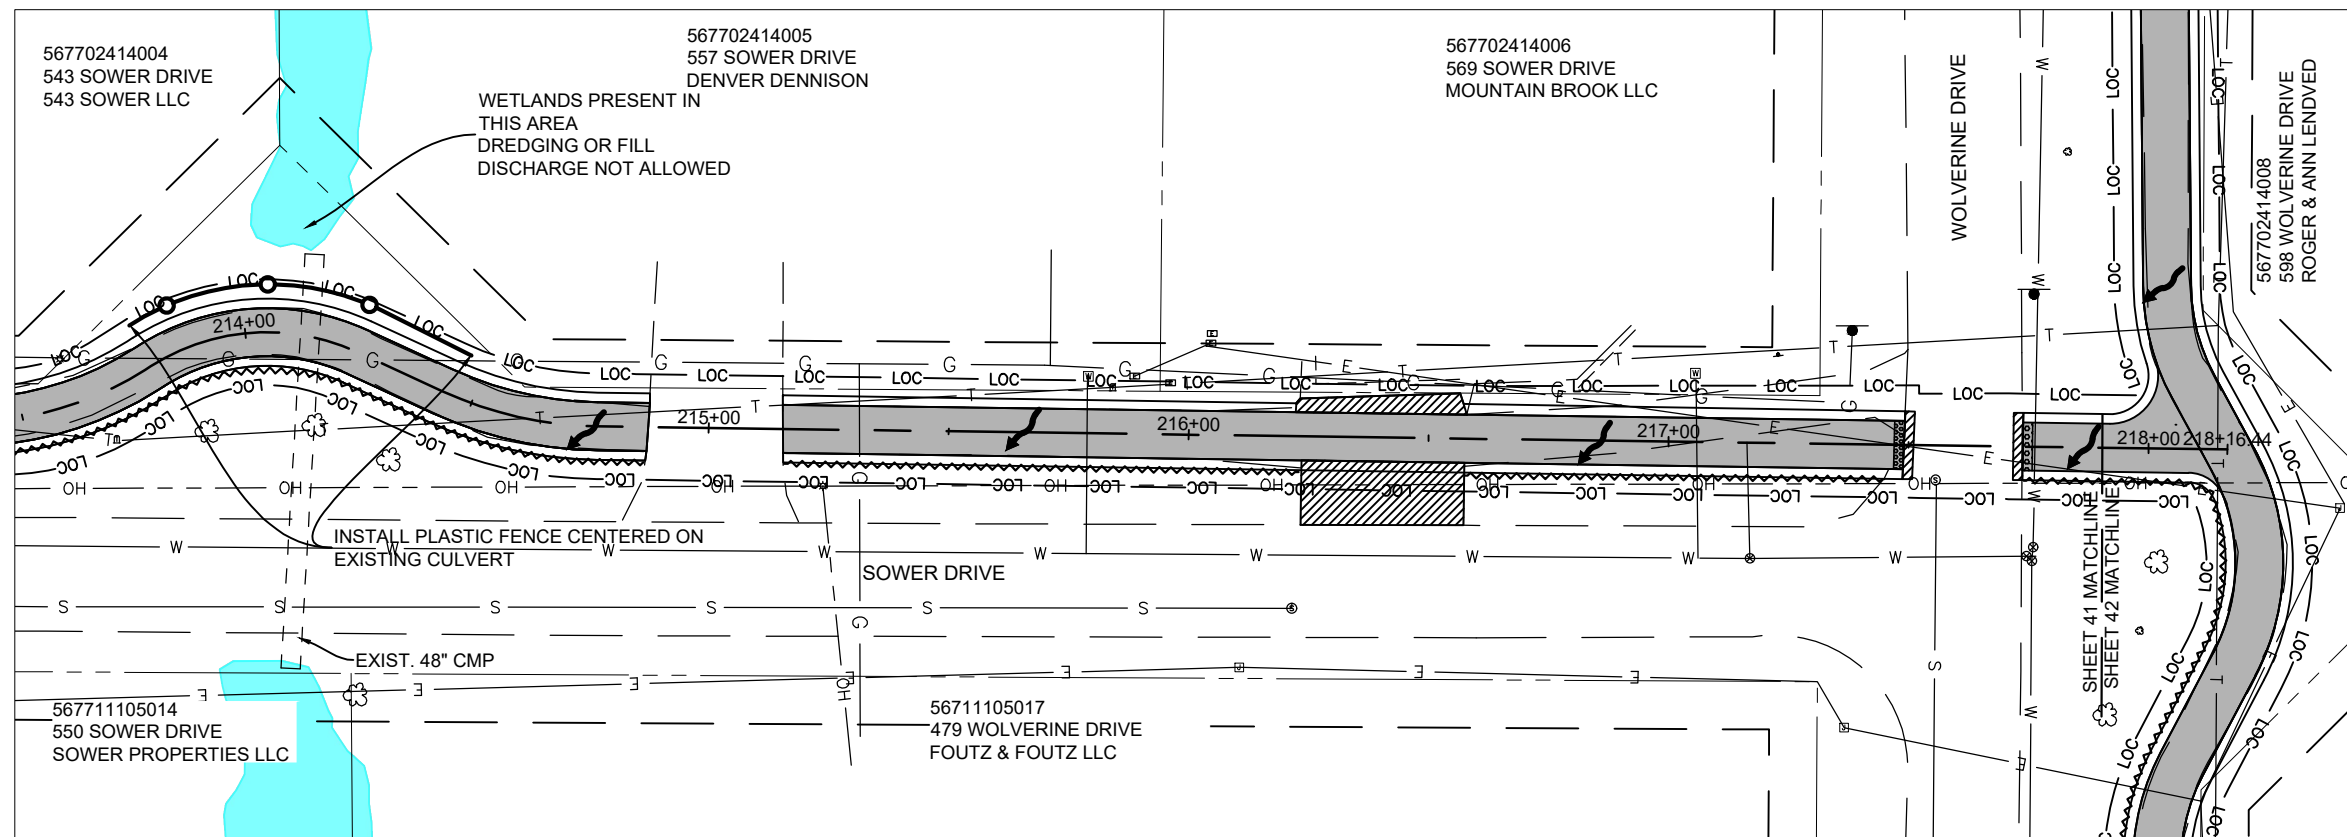 567702414004
543 SOWER DRIVE
543 SOWER LLC
567702414005
557 SOWER DRIVE
DENVER DENNISON
WETLANDS PRESENT IN
THIS AREA
DREDGING OR FILL
DISCHARGE NOT ALLOWED
567702414006
569 SOWER DRIVE
MOUNTAIN BROOK LLC
WOLVERINE DRIVE
567702414008
598 WOLVERINE DRIVE
ROGER & ANN LENDVED
214+00
215+00
216+00
217+00
218+00
218+16.44
INSTALL PLASTIC FENCE CENTERED ON
EXISTING CULVERT
SOWER DRIVE
EXIST. 48" CMP
SHEET 41 MATCHLINE
SHEET 42 MATCHLINE
567711105014
550 SOWER DRIVE
SOWER PROPERTIES LLC
56711105017
479 WOLVERINE DRIVE
FOUTZ & FOUTZ LLC